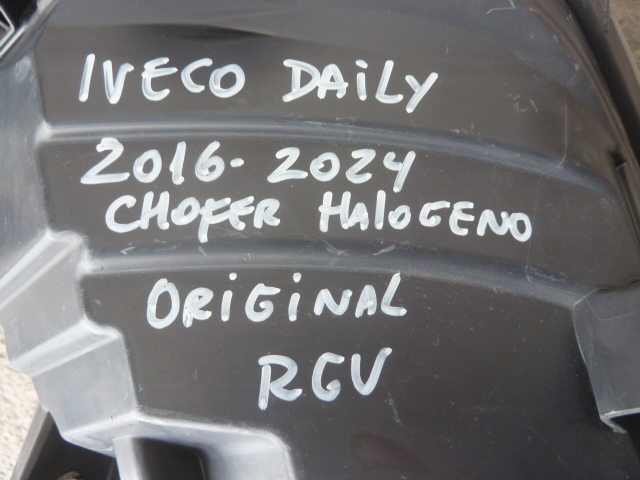 IVECO DAILY
2016-2024
CHOFER HALOGENO
ORIGINAL
RGV